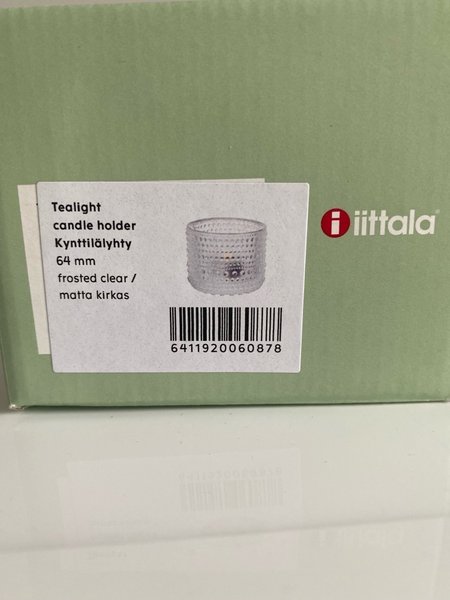 Tealight
candle holder
Kynttilälyhty
64 mm
frosted clear /
matta kirkas
6411920060878
iittala®